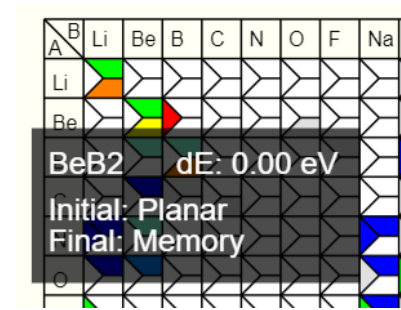 B
A Li Be B C N O F Na
Li
Be
BeB2 dE: 0.00 eV
Initial: Planar
Final: Memory
O